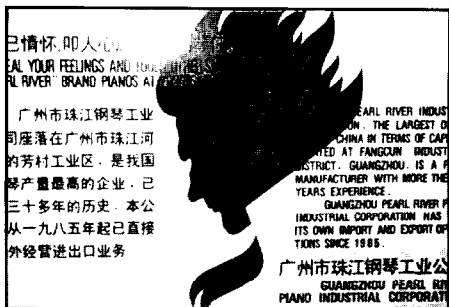 已情怀,叩人心
EAL YOUR FEELINGS AND
RL RIVER" BRAND PIANOS AT
广州市珠江钢琴工业
司座落在广州市珠江河
的芳村工业区,是我国
琴产量最高的企业,已
三十多年的历史,本公
从一九八五年起已直接
外经营进出口业务
EARL RIVER INDUS
ON. THE LARGEST O
CHINA IN TERMS OF CAP
TED AT FANGCUN INDUST
DISTRICT, GUANGZHOU. IS A P
MANUFACTURER WITH MORE THE
YEARS EXPERIENCE.
GUANGZHOU PEARL RIVER P
INDUSTRIAL CORPORATION HAS
ITS OWN IMPORT AND EXPORT OP
TIONS SINCE 1985.
广州市珠江钢琴工业公
GUANGZHOU PEARL RIV
PIANO INDUSTRIAL CORPORAT